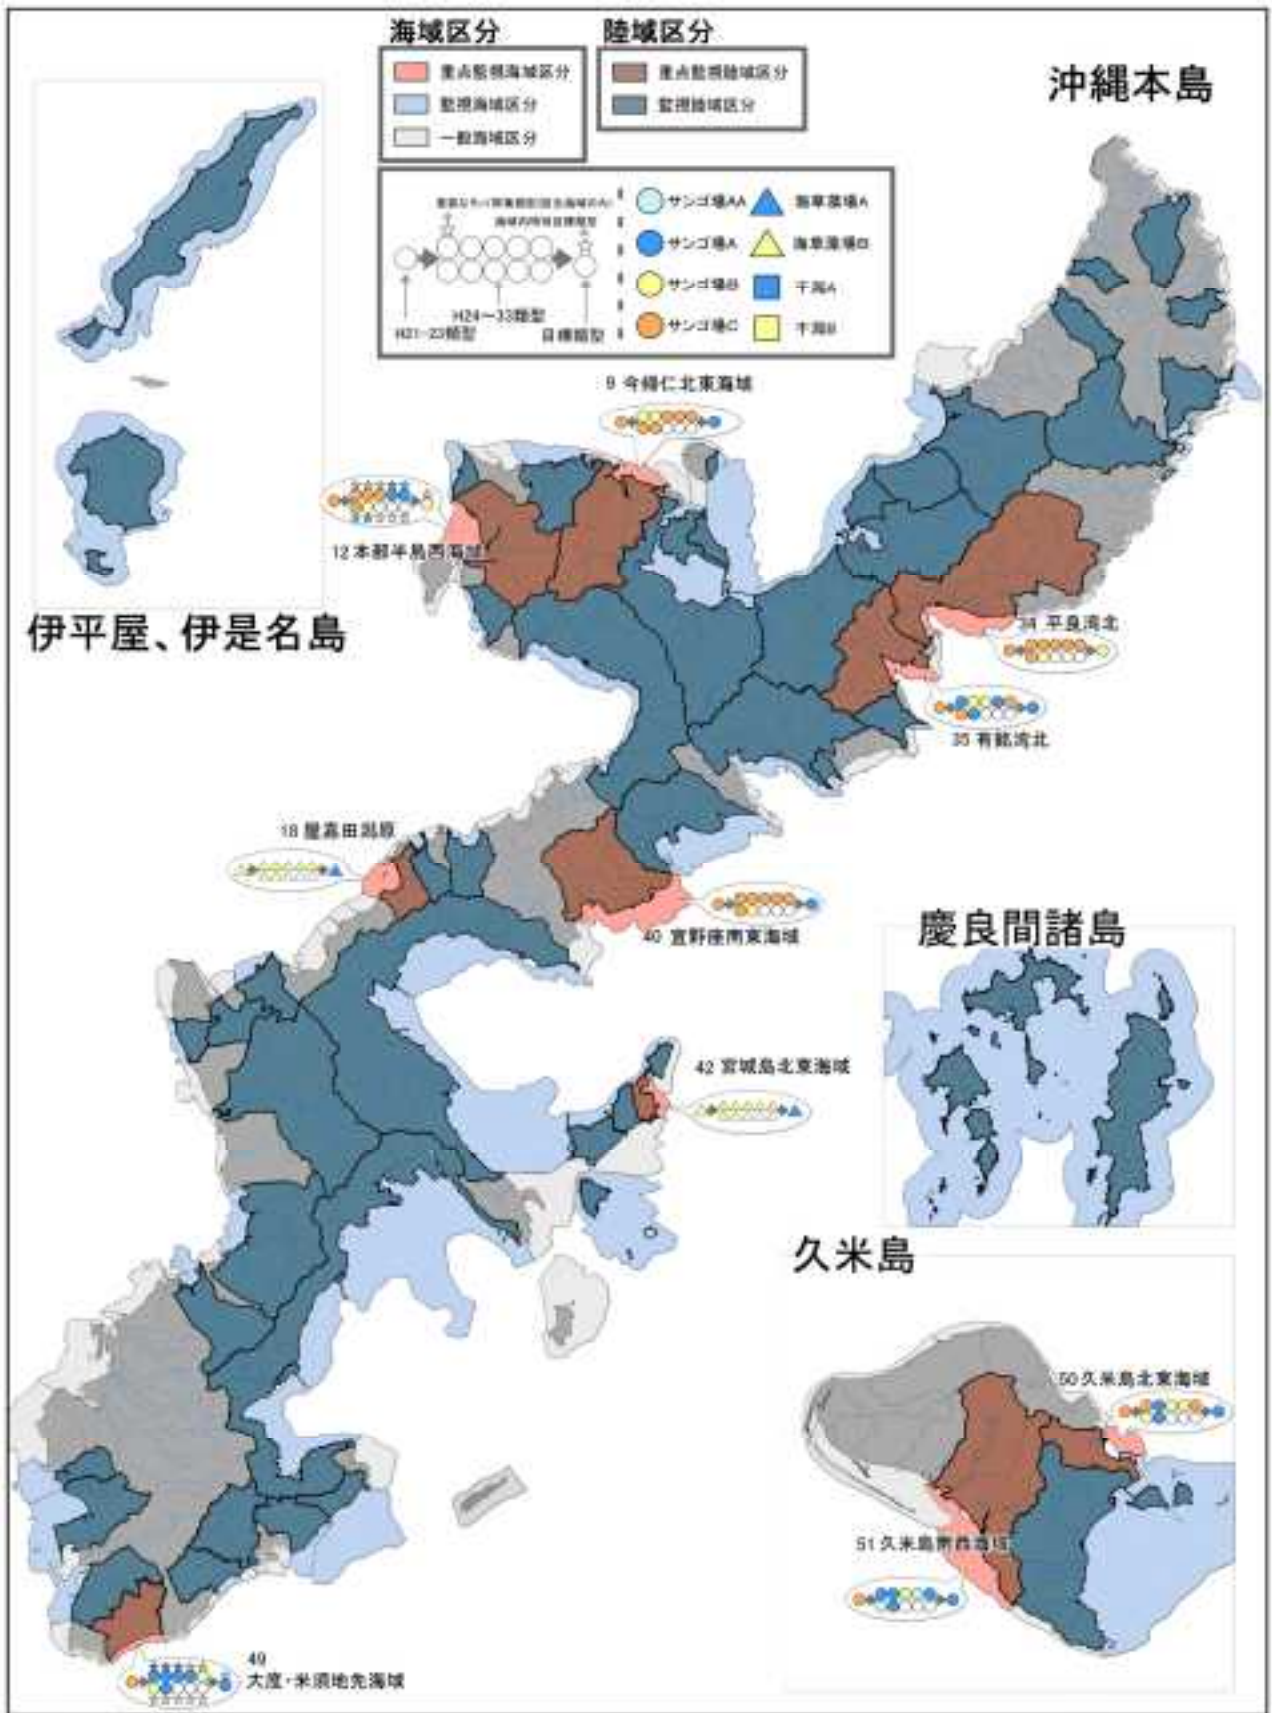 海域区分
陸域区分
重点監視海域区分
監視海域区分
一般海域区分
重点監視陸域区分
監視陸域区分
沖縄本島
サンゴ場AA
サンゴ場A
サンゴ場B
サンゴ場C
海草藻場A
海草藻場B
干潟A
干潟B
H24～33類型
H21-23類型
目標類型
9 今帰仁北東海域
12 本部半島西海域
伊平屋、伊是名島
34 平良湾北
35 有銘湾北
18 屋嘉田潟原
40 宜野座南東海域
慶良間諸島
42 宮城島北東海域
久米島
50 久米島北東海域
51 久米島南西海域
49
大度・米須地先海域